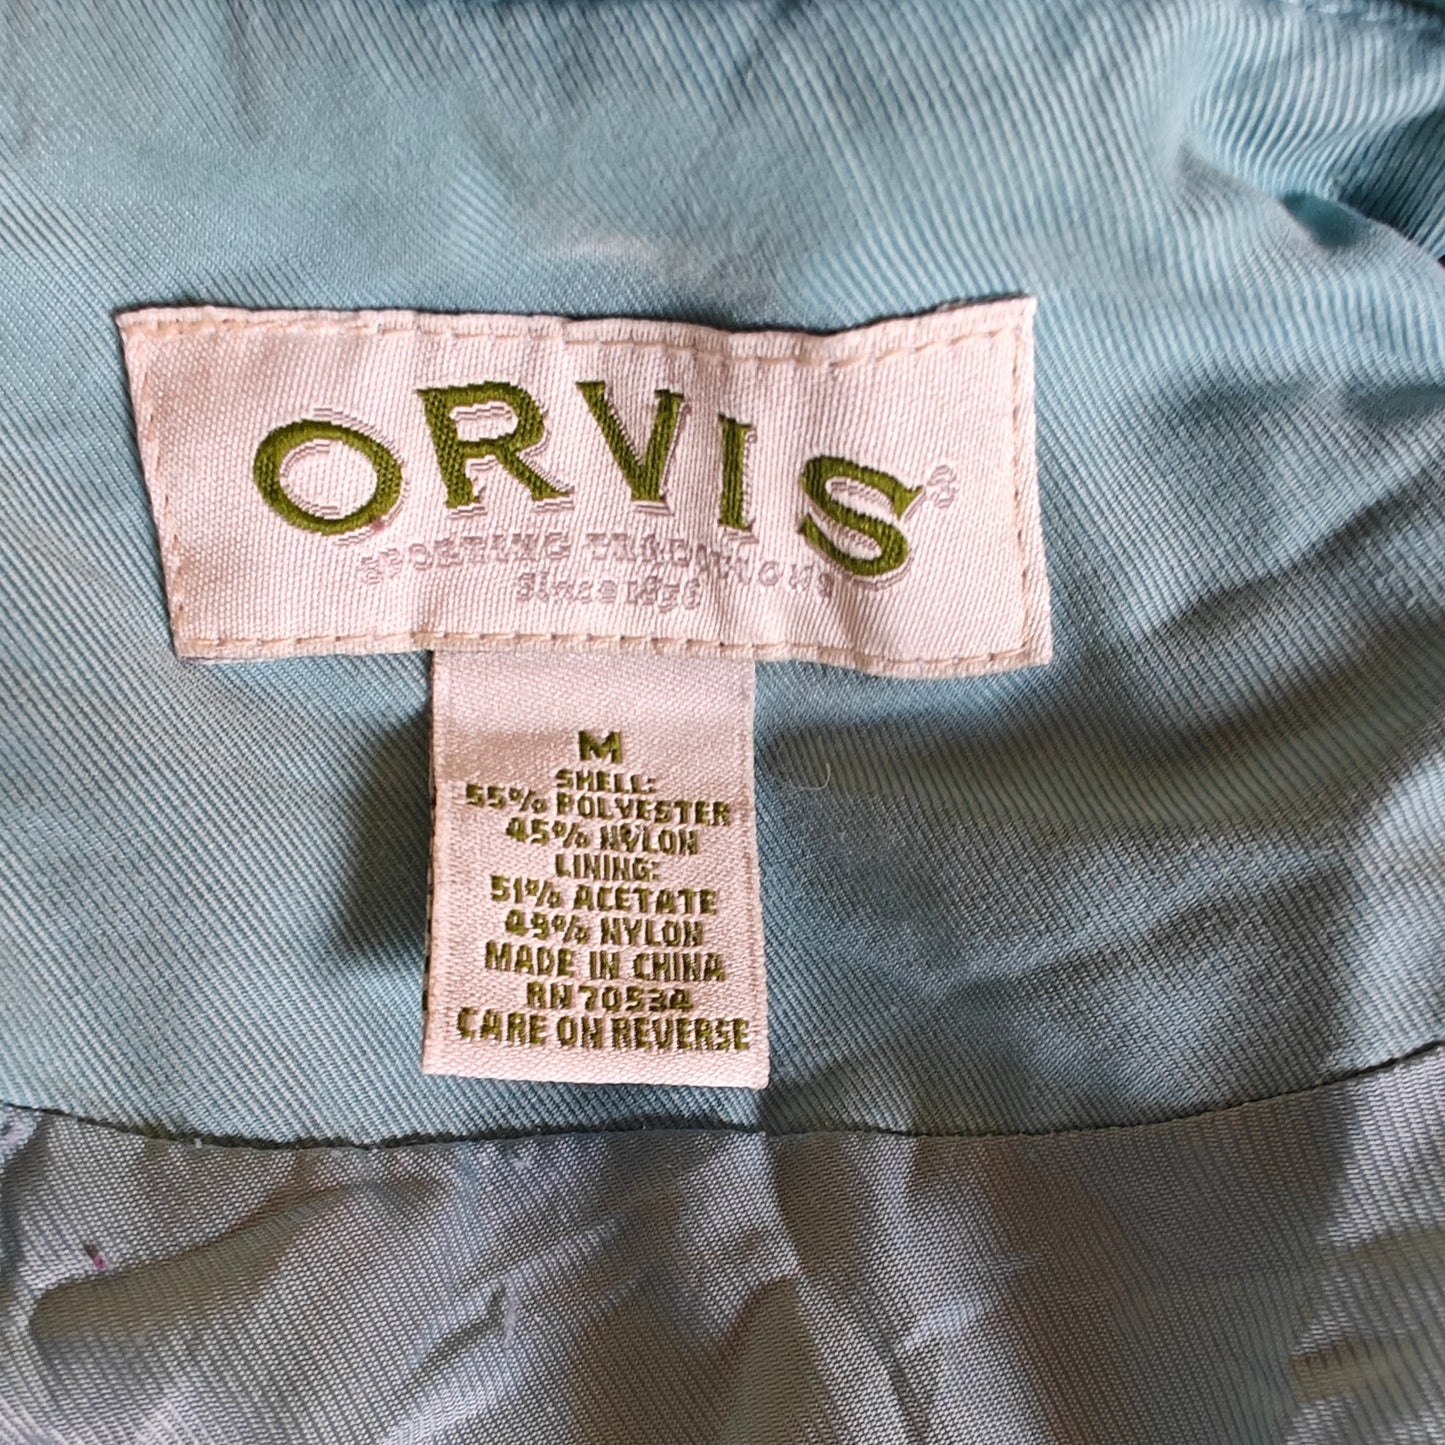 ORVIS
SPORTING TRADITIONS
Since 1856
M
SHELL:
55% POLYESTER
45% NYLON
LINING:
51% ACETATE
49% NYLON
MADE IN CHINA
RN 70534
CARE ON REVERSE